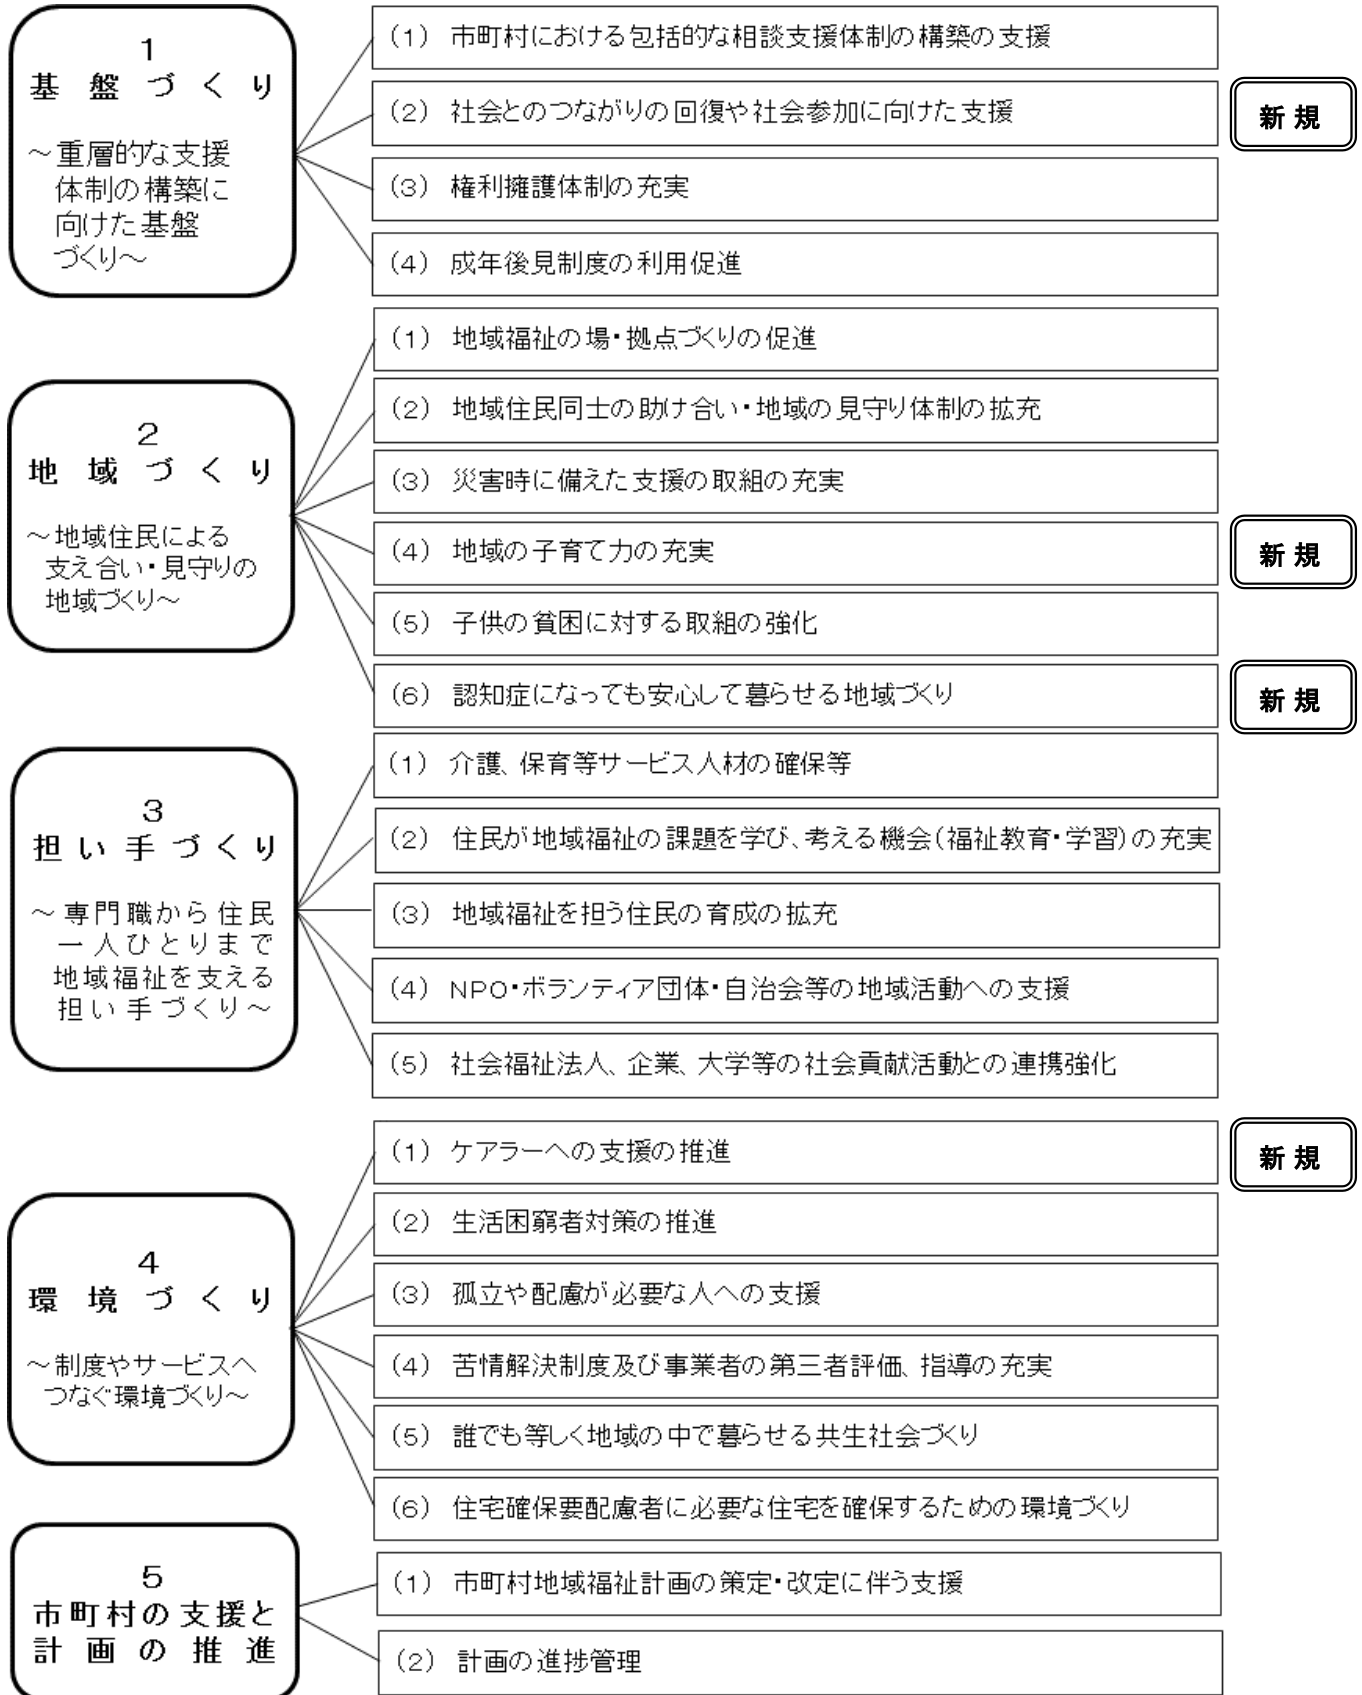 1
基盤づくり
～重層的な支援
体制の構築に
向けた基盤
づくり～
(1) 市町村における包括的な相談支援体制の構築の支援
(2) 社会とのつながりの回復や社会参加に向けた支援
新規
(3) 権利擁護体制の充実
(4) 成年後見制度の利用促進
2
地域づくり
～地域住民による
支え合い・見守りの
地域づくり～
(1) 地域福祉の場・拠点づくりの促進
(2) 地域住民同士の助け合い・地域の見守り体制の拡充
(3) 災害時に備えた支援の取組の充実
(4) 地域の子育て力の充実
新規
(5) 子供の貧困に対する取組の強化
(6) 認知症になっても安心して暮らせる地域づくり
新規
3
担い手づくり
～専門職から住民
一人ひとりまで
地域福祉を支える
担い手づくり～
(1) 介護、保育等サービス人材の確保等
(2) 住民が地域福祉の課題を学び、考える機会(福祉教育・学習)の充実
(3) 地域福祉を担う住民の育成の拡充
(4) NPO・ボランティア団体・自治会等の地域活動への支援
(5) 社会福祉法人、企業、大学等の社会貢献活動との連携強化
4
環境づくり
～制度やサービスへ
つなぐ環境づくり～
(1) ケアラーへの支援の推進
新規
(2) 生活困窮者対策の推進
(3) 孤立や配慮が必要な人への支援
(4) 苦情解決制度及び事業者の第三者評価、指導の充実
(5) 誰でも等しく地域の中で暮らせる共生社会づくり
(6) 住宅確保要配慮者に必要な住宅を確保するための環境づくり
5
市町村の支援と
計画の推進
(1) 市町村地域福祉計画の策定・改定に伴う支援
(2) 計画の進捗管理